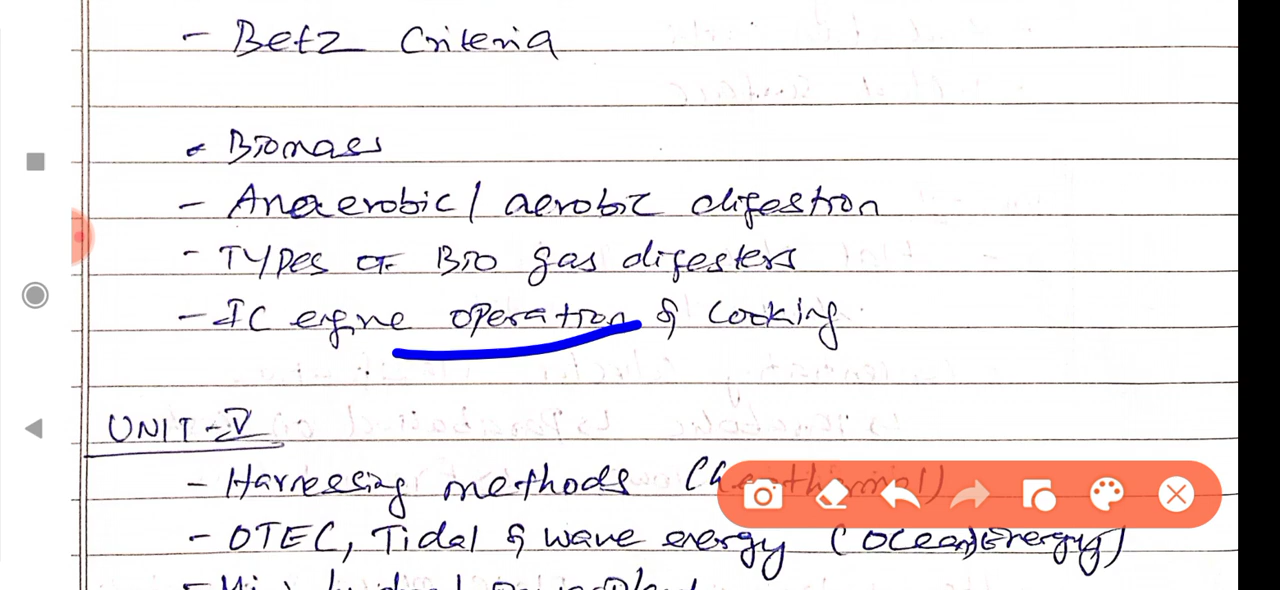 - Betz Criteria
- Biomass
- Anaerobic / aerobic digestion
- Types of Bio gas digesters
- IC engine operation & Cooking
UNIT-V
- Harnessing methods (Geothermal)
- OTEC, Tidal & wave energy (Ocean Energy)